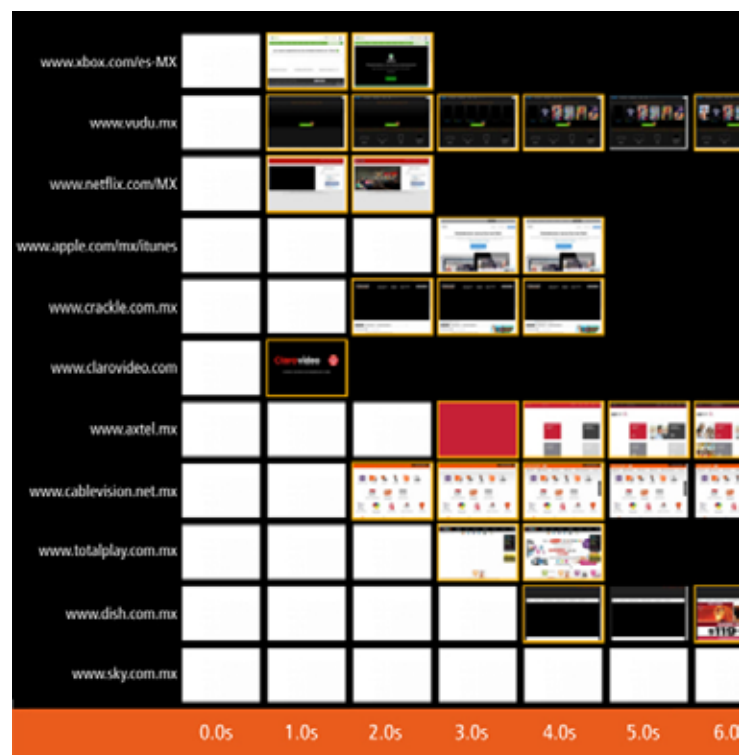 www.xbox.com/es-MX
www.vudu.mx
www.netflix.com/MX
www.apple.com/mx/itunes
www.crackle.com.mx
www.clarovideo.com
Clarovideo
www.axtel.mx
www.cablevision.net.mx
www.totalplay.com.mx
www.dish.com.mx
$119
www.sky.com.mx
0.0s 1.0s 2.0s 3.0s 4.0s 5.0s 6.0